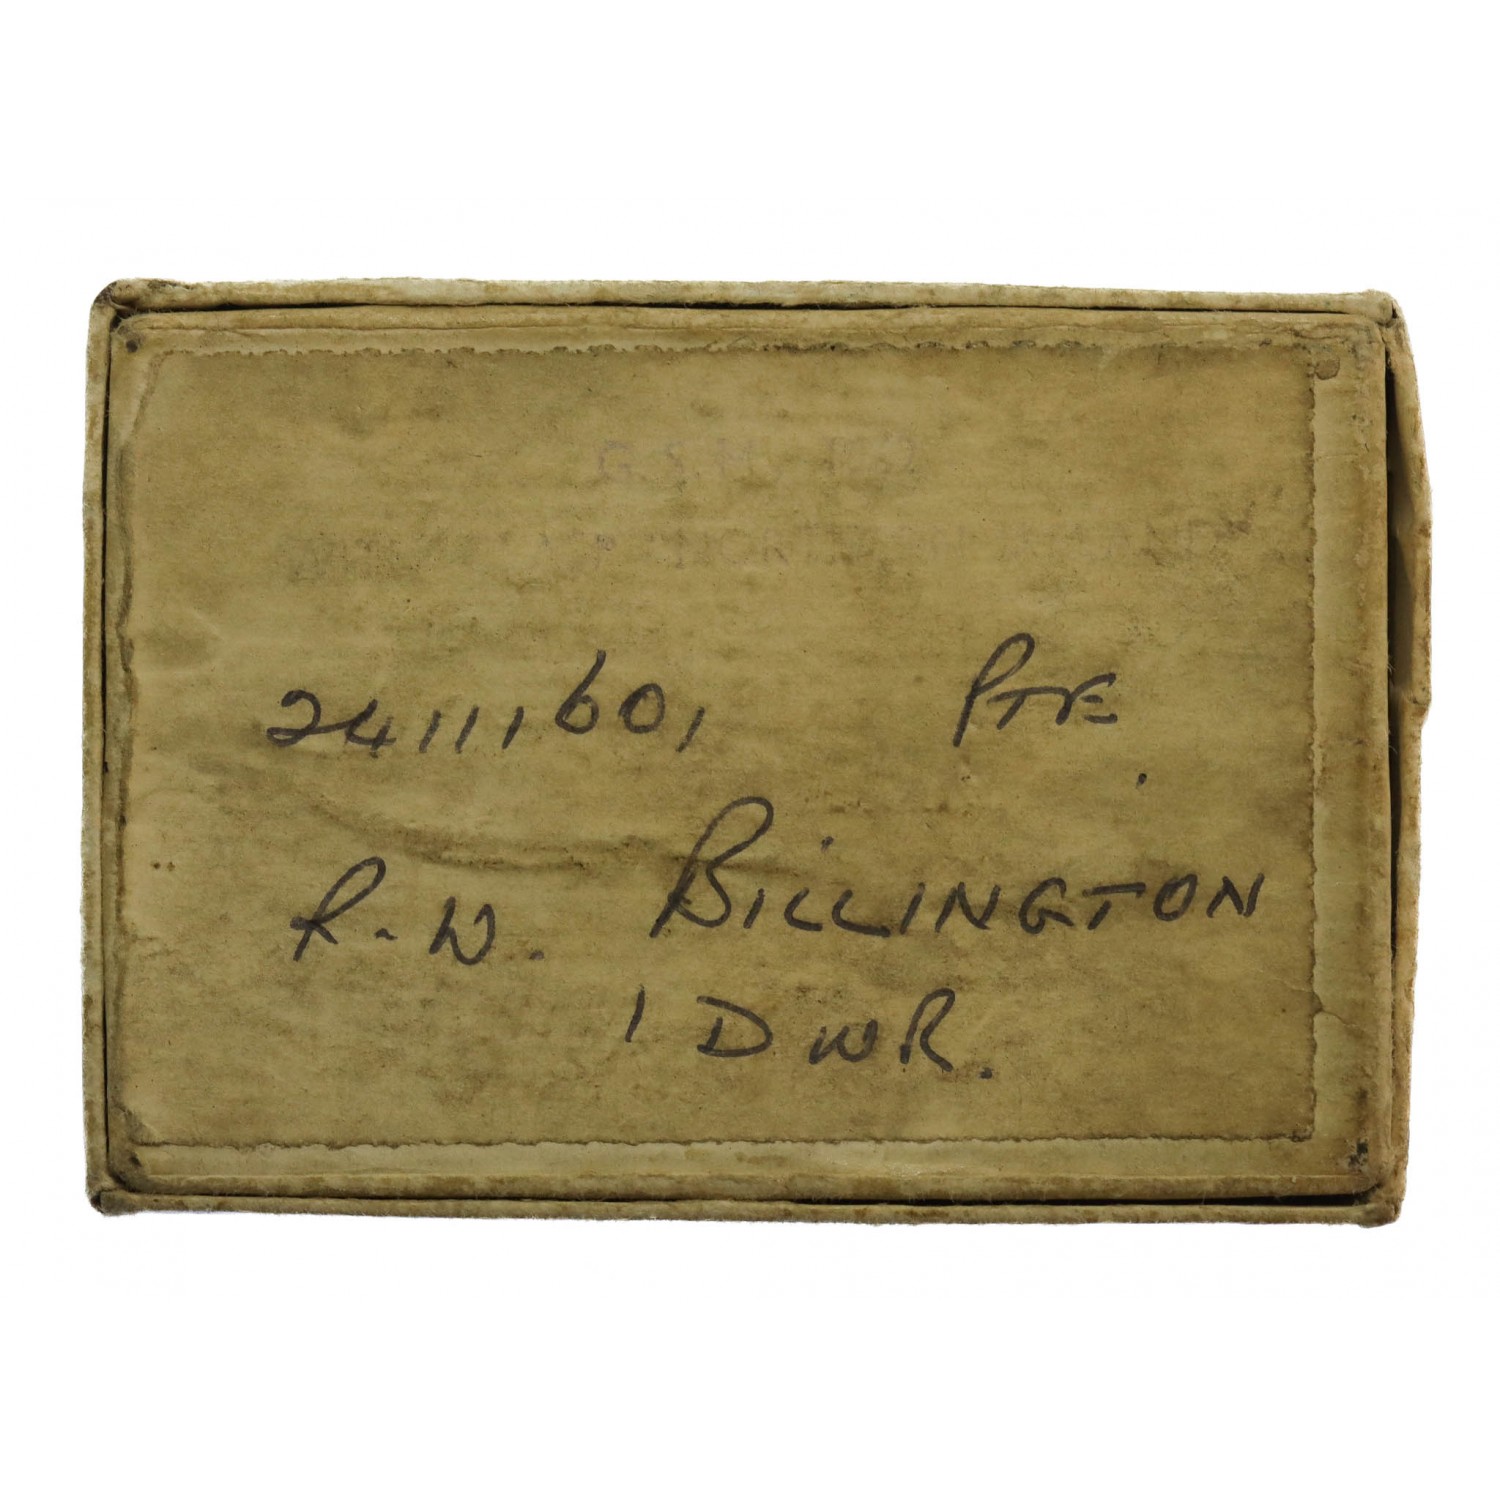 24111601 PTE
R.W. BILLINGTON
1 DWR.